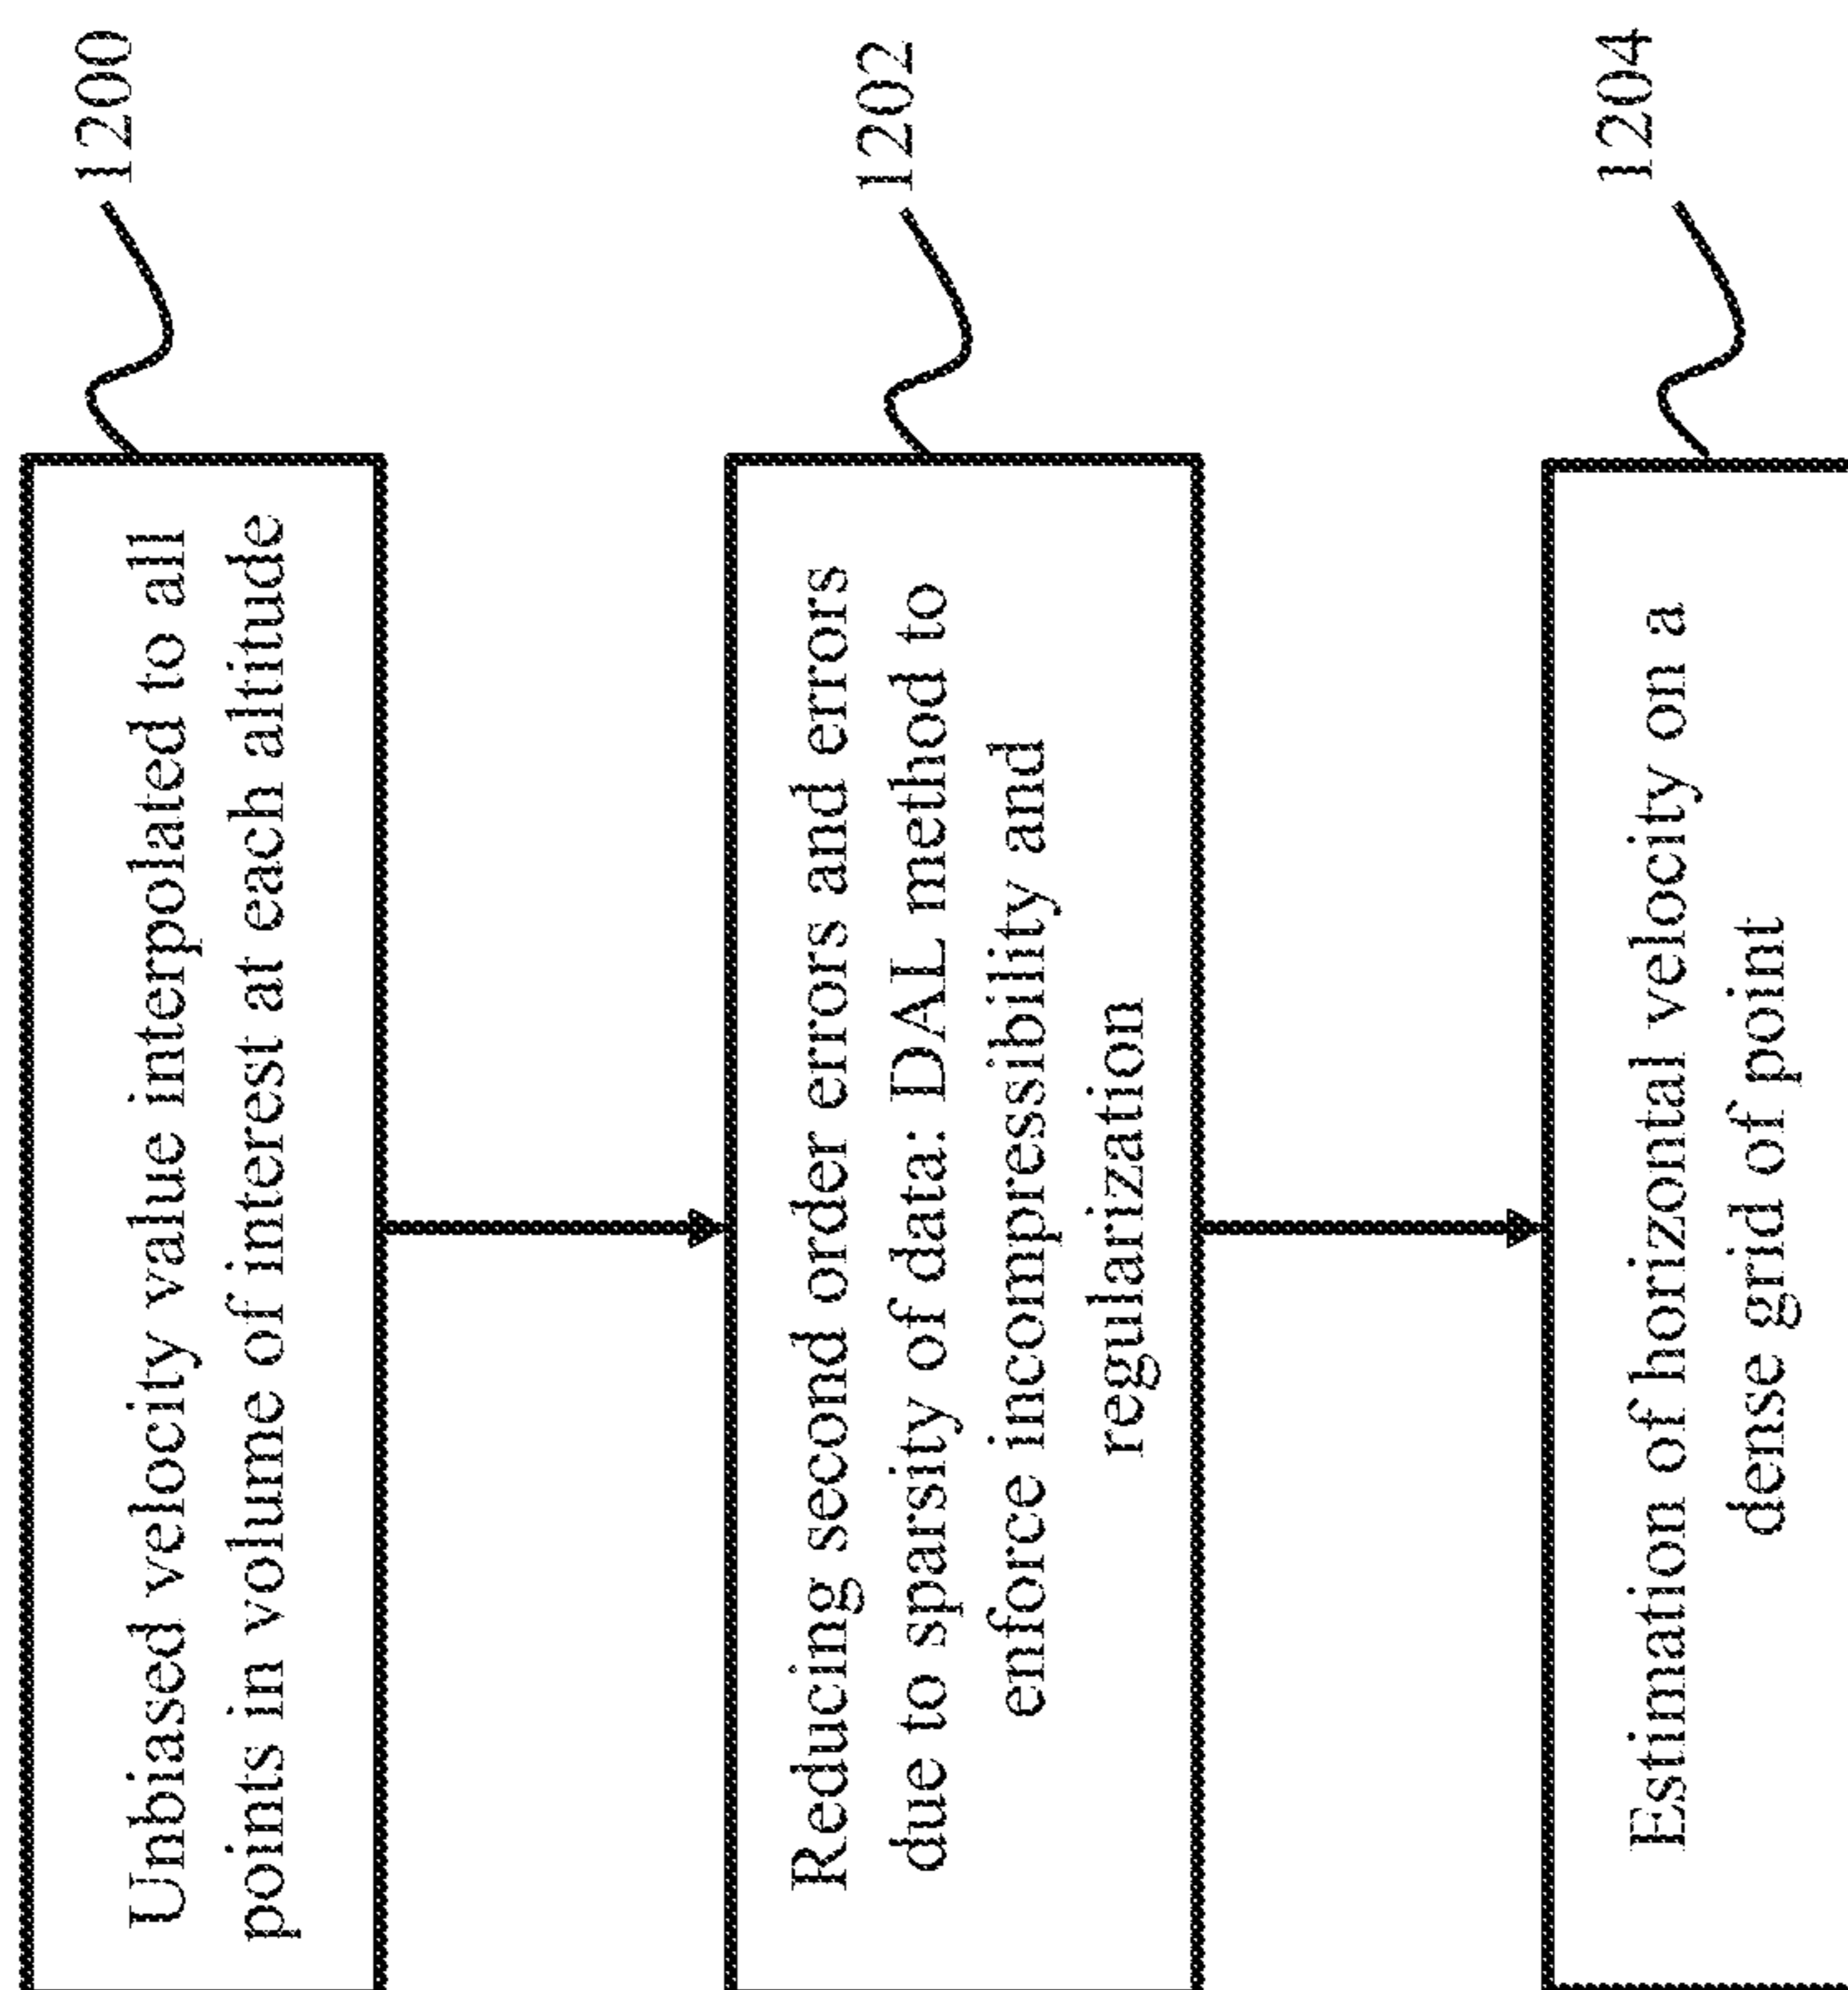 Unbiased velocity value interpolated to all
points in volume of interest at each altitude
1200
Reducing second order errors and errors
due to sparsity of data: DAL method to
enforce incompressibility and
regularization
1202
Estimation of horizontal velocity on a
dense grid of point
1204